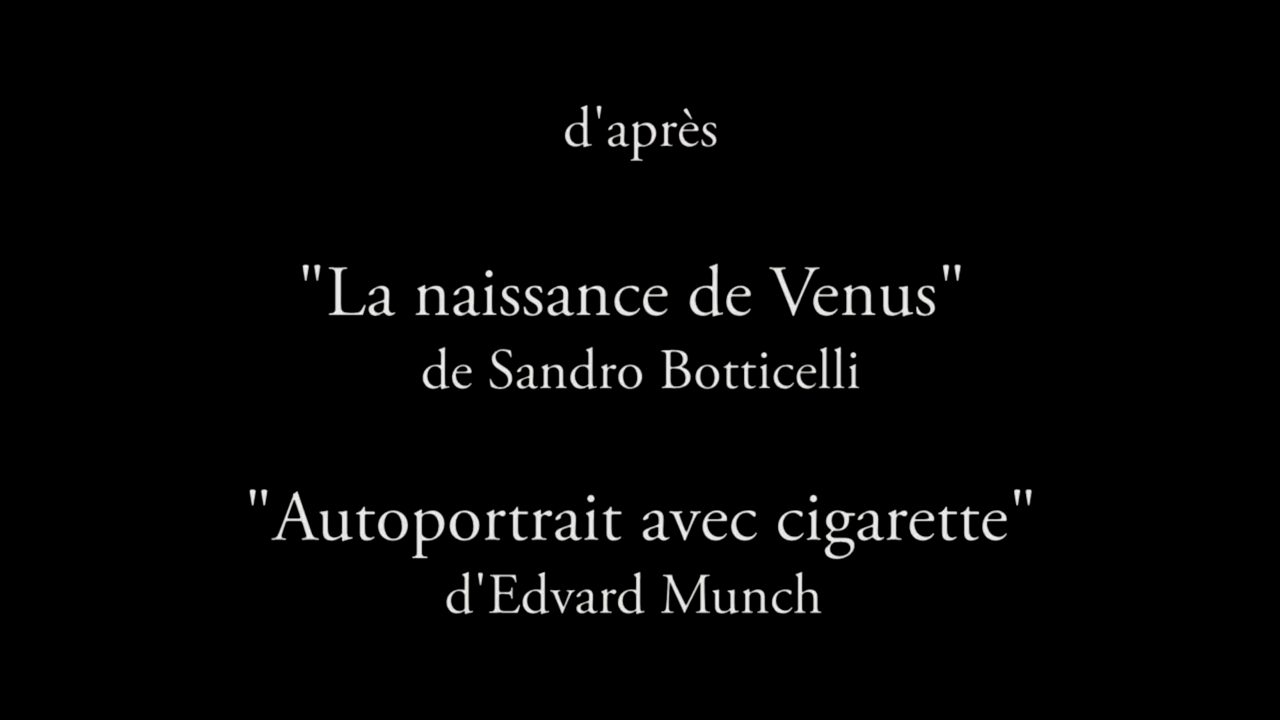 d'après
"La naissance de Venus"
de Sandro Botticelli
"Autoportrait avec cigarette"
d'Edvard Munch